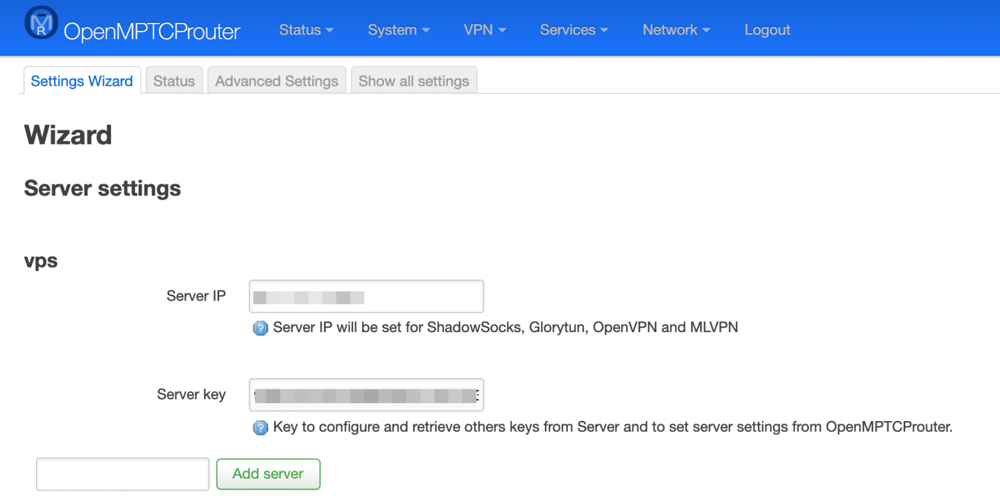 OpenMPTCProuter Status System VPN Services Network Logout
Settings Wizard Status Advanced Settings Show all settings
Wizard
Server settings
vps
Server IP
Server IP will be set for ShadowSocks, Glorytun, OpenVPN and MLVPN
Server key
Key to configure and retrieve others keys from Server and to set server settings from OpenMPTCProuter.
Add server